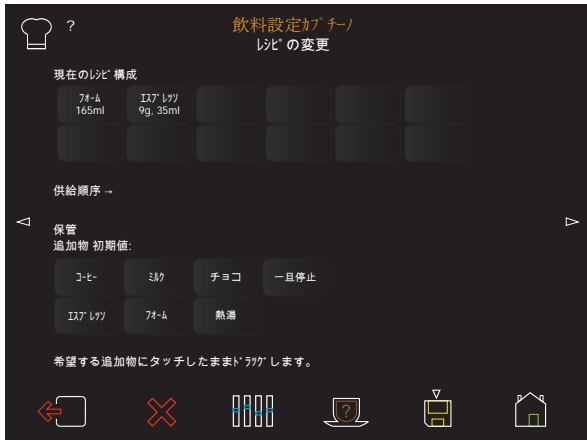 ?
飲料設定ｶﾌﾟﾁｰﾉ
ﾚｼﾋﾟの変更
現在のﾚｼﾋﾟ構成
ﾌｫｰﾑ ｴｽﾌﾟﾚｯｿ
165ml 9g, 35ml
供給順序→
保管
追加物 初期値:
ｺｰﾋｰ ﾐﾙｸ チョコ 一旦停止
ｴｽﾌﾟﾚｯｿ ﾌｫｰﾑ 熱湯
希望する追加物にタッチしたままﾄﾞﾗｯｸﾞします。
?